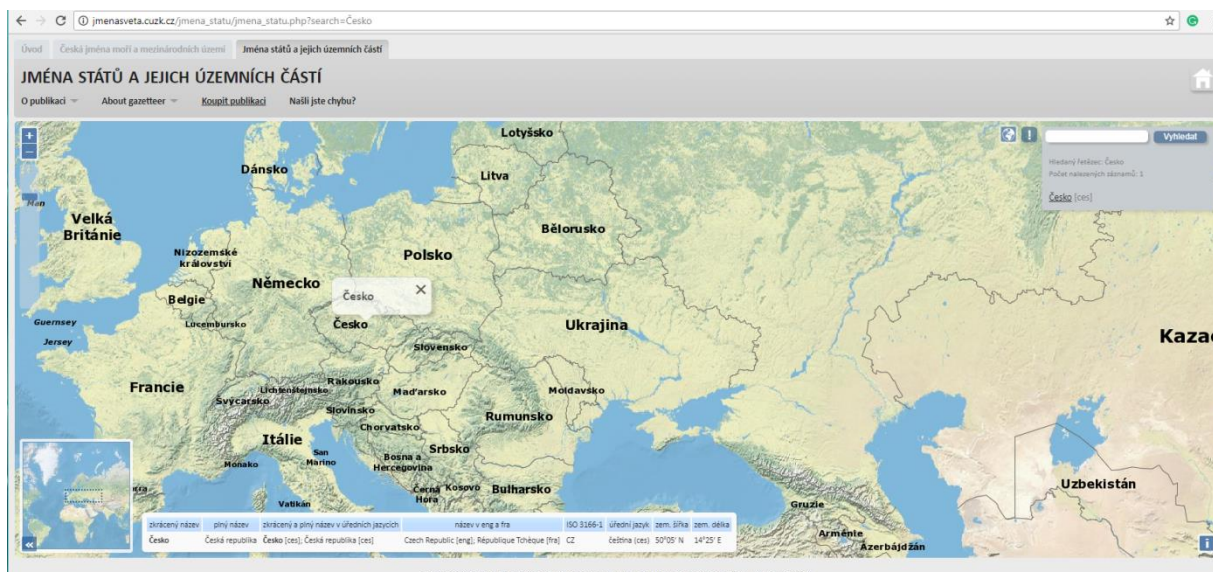 jmenasveta.cuzk.cz/jmena_statu/jmena_statu.php?search=Česko
Úvod Česká jména moří a mezinárodních území Jména států a jejich územních částí
JMÉNA STÁTŮ A JEJICH ÚZEMNÍCH ČÁSTÍ
O publikaci About gazetteer Koupit publikaci Našli jste chybu?
+
−
Vyhledat
Hledaný řetězec: Česko
Počet nalezených záznamů: 1
Česko [ces]
Lotyšsko
Dánsko
Litva
Man
Velká
Británie
Bělorusko
Nizozemské
království
Polsko
Německo
Česko
Belgie
Guernsey
Lucembursko
Česko
Ukrajina
Jersey
Slovensko
Kazac
Francie
Lichtenštejnsko
Rakousko
Maďarsko
Moldavsko
Švýcarsko
Slovinsko
Rumunsko
Chorvatsko
Itálie
San
Marino
Srbsko
Bosna a
Hercegovina
Monako
Černá
Hora
Kosovo
Bulharsko
Uzbekistán
Vatikán
Gruzie
Arménie
Ázerbájdžán
zkrácený název plný název zkrácený a plný název v úředních jazycích název v eng a fra ISO 3166-1 úřední jazyk zem. šířka zem. délka
Česko Česká republika Česko [ces]; Česká republika [ces] Czech Republic [eng]; République Tchèque [fra] CZ čeština (ces) 50°05' N 14°25' E